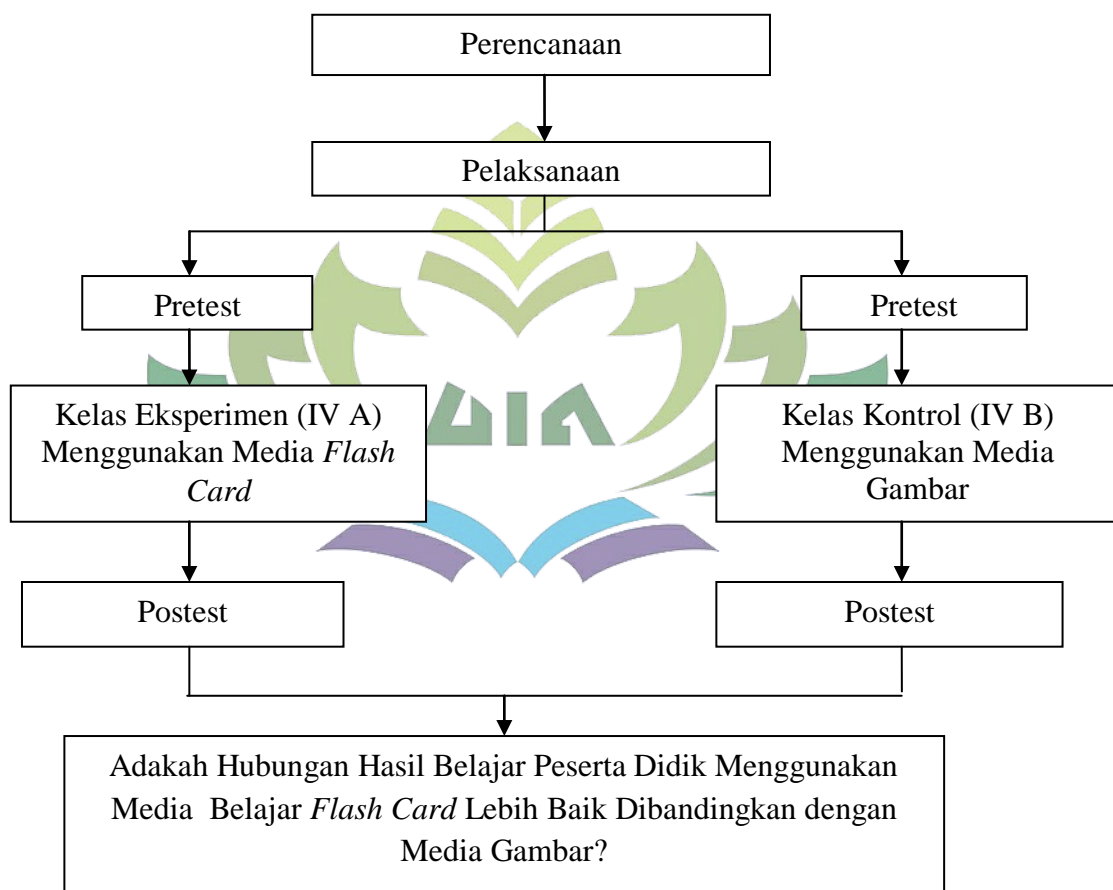 Perencanaan
Pelaksanaan
Pretest
Pretest
Kelas Eksperimen (IV A)
Menggunakan Media Flash
Card
Kelas Kontrol (IV B)
Menggunakan Media
Gambar
Postest
Postest
Adakah Hubungan Hasil Belajar Peserta Didik Menggunakan
Media Belajar Flash Card Lebih Baik Dibandingkan dengan
Media Gambar?